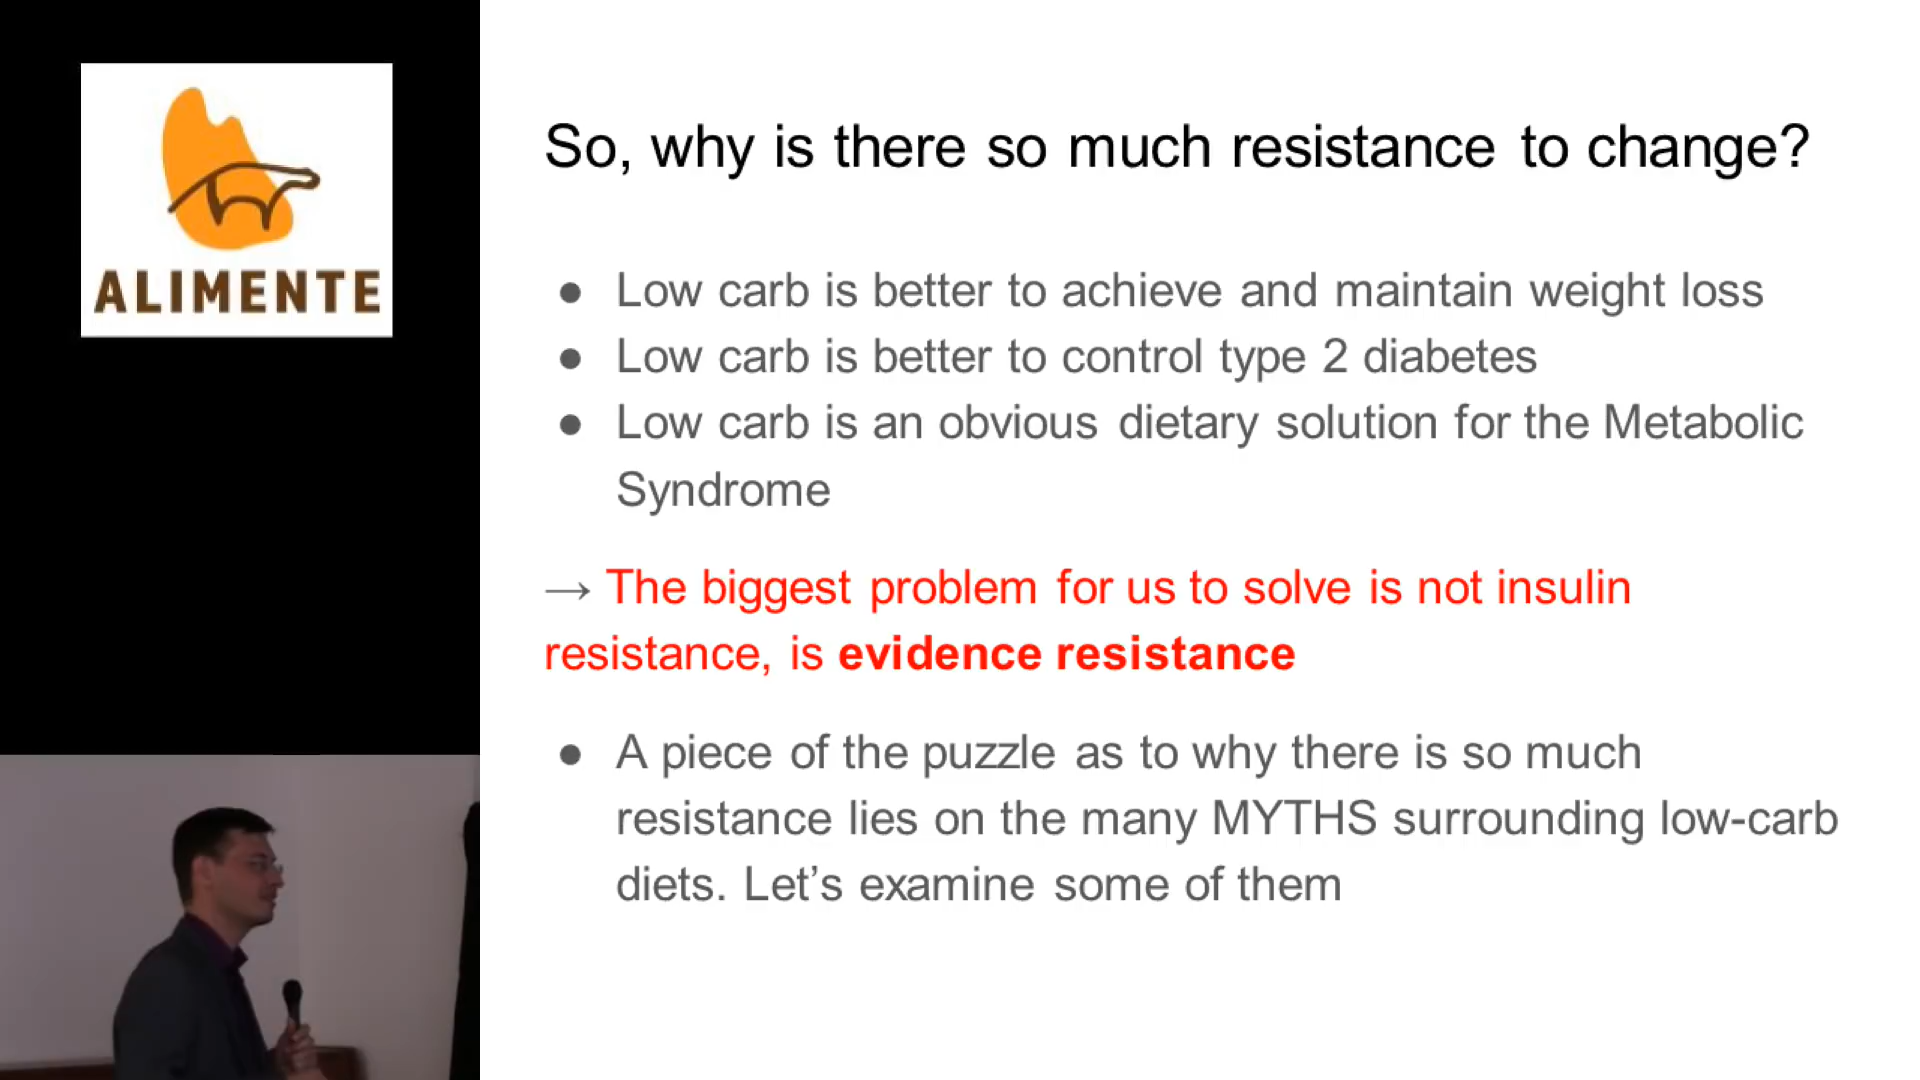 ALIMENTE
So, why is there so much resistance to change?
● Low carb is better to achieve and maintain weight loss
● Low carb is better to control type 2 diabetes
● Low carb is an obvious dietary solution for the Metabolic
Syndrome
→ The biggest problem for us to solve is not insulin
resistance, is evidence resistance
● A piece of the puzzle as to why there is so much
resistance lies on the many MYTHS surrounding low-carb
diets. Let’s examine some of them